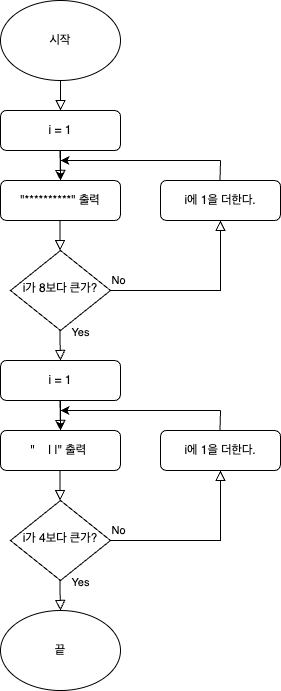 시작
i = 1
"**********" 출력
i에 1을 더한다.
i가 8보다 큰가?
No
Yes
i = 1
"    l l" 출력
i에 1을 더한다.
i가 4보다 큰가?
No
Yes
끝